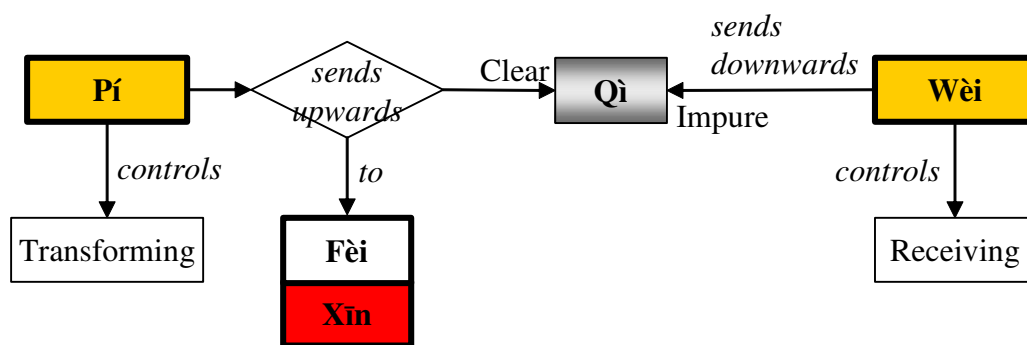 sends
downwards
Pí
sends
upwards
Clear
Qì
Impure
Wèi
controls
to
controls
Transforming
Fèi
Xīn
Receiving